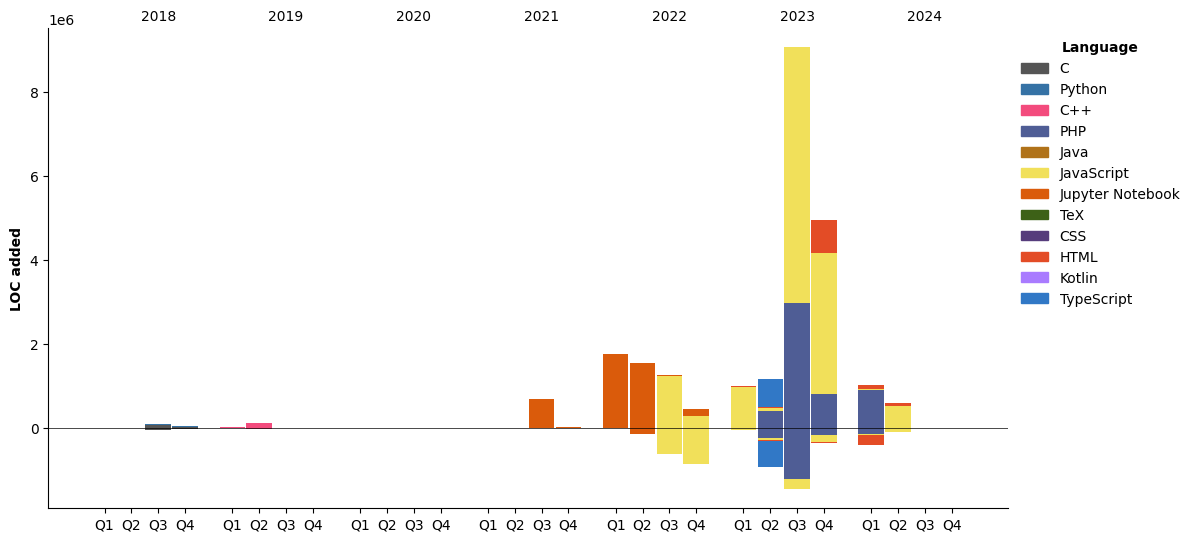 1e6
2018 2019 2020 2021 2022 2023 2024
LOC added
8
6
4
2
0
Q1 Q2 Q3 Q4 Q1 Q2 Q3 Q4 Q1 Q2 Q3 Q4 Q1 Q2 Q3 Q4 Q1 Q2 Q3 Q4 Q1 Q2 Q3 Q4 Q1 Q2 Q3 Q4
Language
C
Python
C++
PHP
Java
JavaScript
Jupyter Notebook
TeX
CSS
HTML
Kotlin
TypeScript